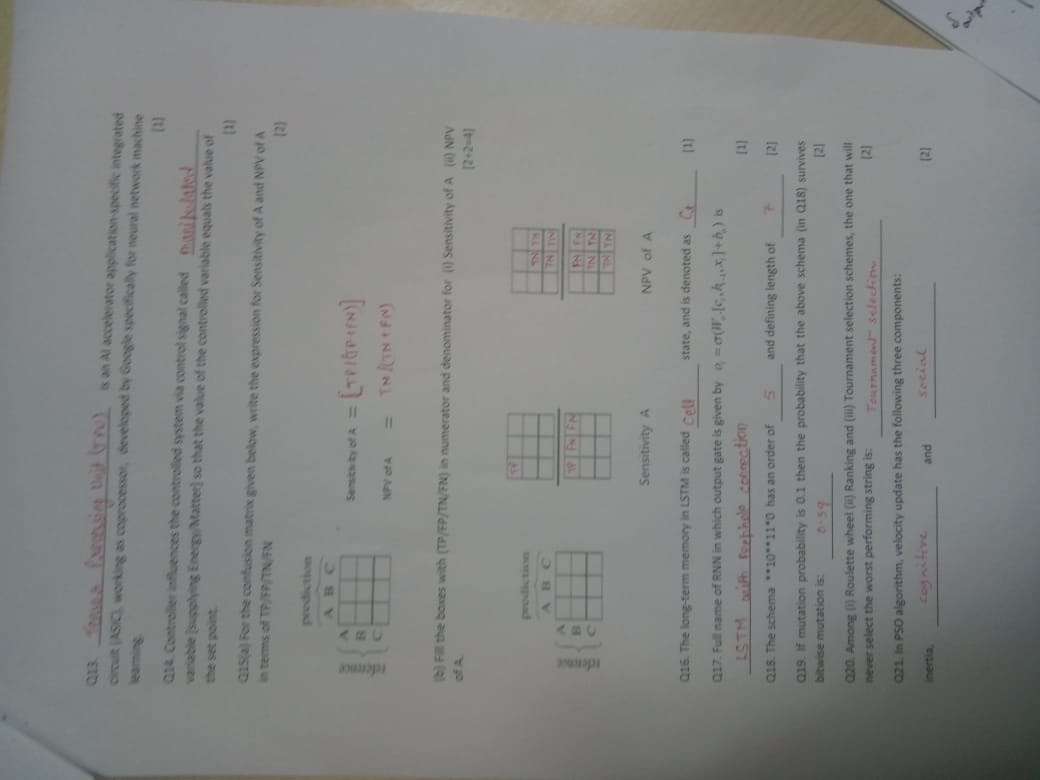 Q13. Tensor Processing Unit (TPU) is an AI accelerator application-specific integrated
circuit (ASIC), working as coprocessor, developed by Google specifically for neural network machine
learning.
[1]
Q14. Controller influences the controlled system via control signal called manipulated
variable [supplying Energy/Matter] so that the value of the controlled variable equals the value of
the set point.
[1]
Q15(a) For the confusion matrix given below, write the expression for Sensitivity of A and NPV of A
in terms of TP/FP/TN/FN
[2]
prediction
A B C
reference
A
B
C
Sensitivity of A = [TP/(TP+FN)]
NPV of A = TN/(TN+FN)
(b) Fill the boxes with (TP/FP/TN/FN) in numerator and denominator for (i) Sensitivity of A (ii) NPV
of A.
[2+2=4]
prediction
A B C
reference
A
B
C
TP
TP FN FN
Sensitivity A
TN TN
TN TN
FN FN
TN TN
TN TN
NPV of A
Q16. The long-term memory in LSTM is called Cell state, and is denoted as Ct [1]
Q17. Full name of RNN in which output gate is given by o_t = σ(W_o.[c_t, h_t-1, x_t] + b_o) is
LSTM with peephole connection [1]
Q18. The schema **10**11*0 has an order of 5 and defining length of 7 [2]
Q19. If mutation probability is 0.1 then the probability that the above schema (in Q18) survives
bitwise mutation is: 0.59 [2]
Q20. Among (i) Roulette wheel (ii) Ranking and (iii) Tournament selection schemes, the one that will
never select the worst performing string is: Tournament selection [2]
Q21. In PSO algorithm, velocity update has the following three components:
inertia, cognitive and social [2]